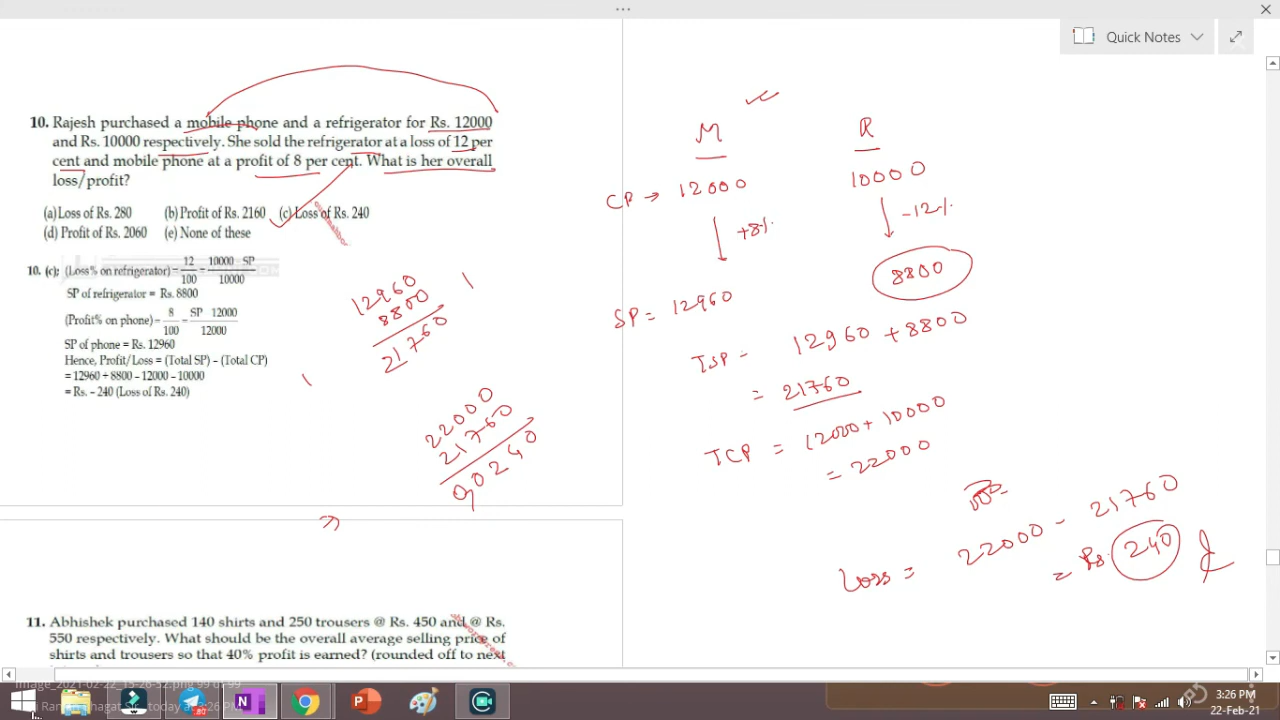 Quick Notes
10. Rajesh purchased a mobile phone and a refrigerator for Rs. 12000
and Rs. 10000 respectively. She sold the refrigerator at a loss of 12 per
cent and mobile phone at a profit of 8 per cent. What is her overall
loss/profit?
(a)Loss of Rs. 280 (b) Profit of Rs. 2160 (c) Loss of Rs. 240
(d) Profit of Rs. 2060 (e) None of these
10. (c); (Loss% on refrigerator) = 12/100 = 10000 SP/10000
SP of refrigerator = Rs. 8800
(Profit% on phone) = 8/100 = SP 12000/12000
SP of phone = Rs. 12960
Hence, Profit/Loss = (Total SP) – (Total CP)
= 12960 + 8800 – 12000 – 10000
= Rs. – 240 (Loss of Rs. 240)
12960
8800
21760
22000
21760
00240
M R
CP → 12000 10000
+8% -12%
8800
SP = 12960
TSP = 12960 + 8800
= 21760
TCP = 12000 + 10000
= 22000
Loss = 22000 - 21760
= Rs. 240
11. Abhishek purchased 140 shirts and 250 trousers @ Rs. 450 and @ Rs.
550 respectively. What should be the overall average selling price of
shirts and trousers so that 40% profit is earned? (rounded off to next
3:26 PM
22-Feb-21